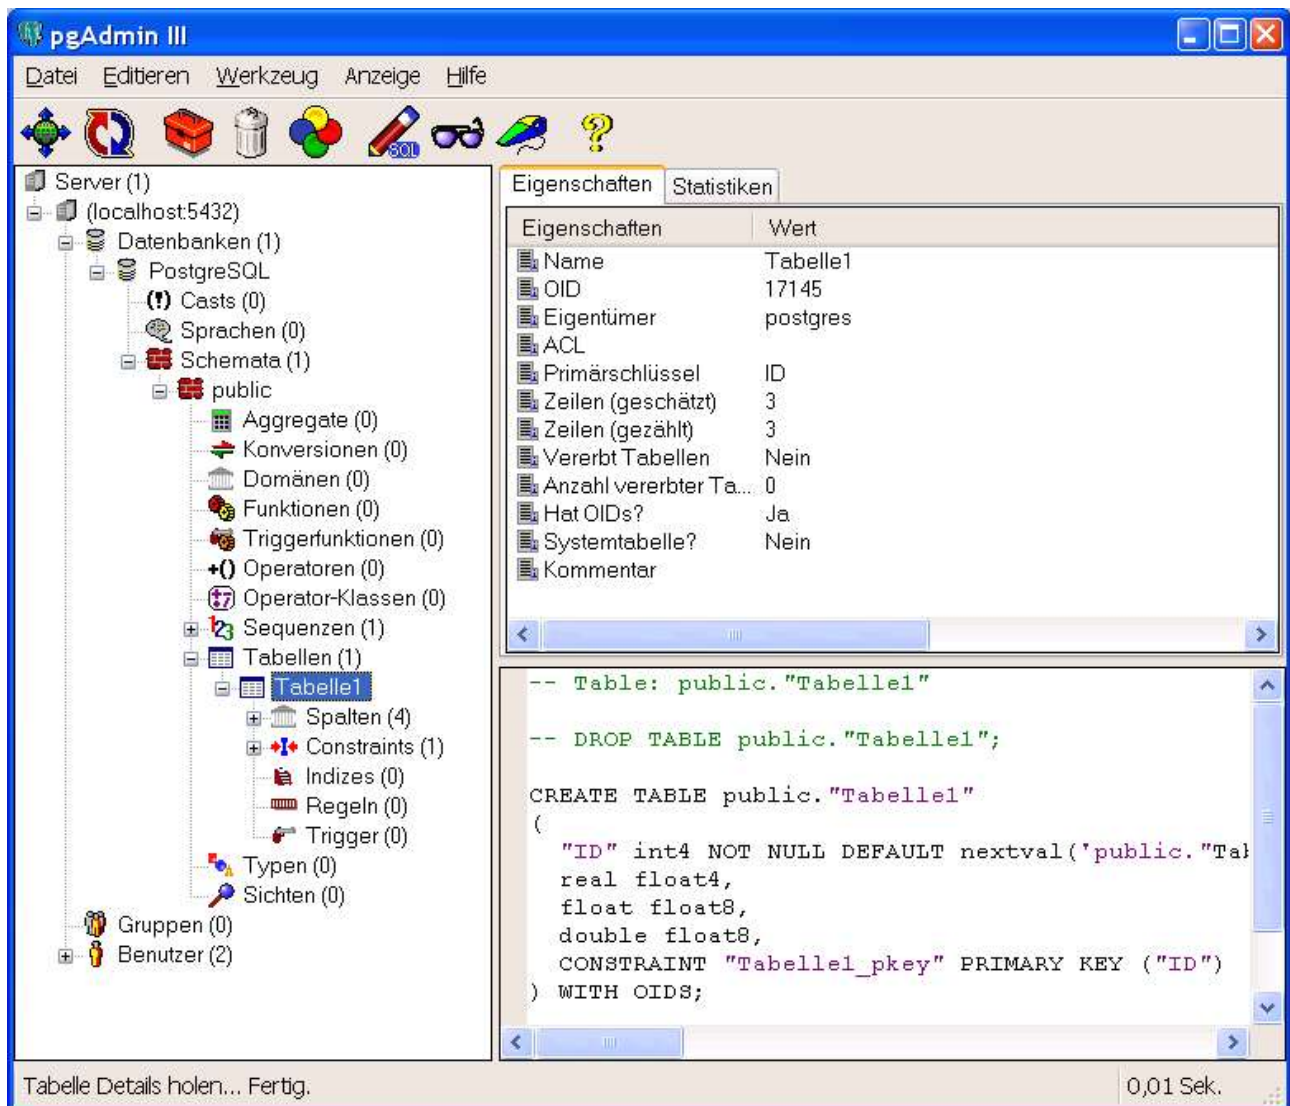 pgAdmin III
Datei Editieren Werkzeug Anzeige Hilfe
SQL
Server (1)
(localhost:5432)
Datenbanken (1)
PostgreSQL
Casts (0)
Sprachen (0)
Schemata (1)
public
Aggregate (0)
Konversionen (0)
Domänen (0)
Funktionen (0)
Triggerfunktionen (0)
Operatoren (0)
Operator-Klassen (0)
Sequenzen (1)
Tabellen (1)
Tabelle1
Spalten (4)
Constraints (1)
Indizes (0)
Regeln (0)
Trigger (0)
Typen (0)
Sichten (0)
Gruppen (0)
Benutzer (2)
Eigenschaften Statistiken
Eigenschaften Wert
Name Tabelle1
OID 17145
Eigentümer postgres
ACL
Primärschlüssel ID
Zeilen (geschätzt) 3
Zeilen (gezählt) 3
Vererbt Tabellen Nein
Anzahl vererbter Ta... 0
Hat OIDs? Ja
Systemtabelle? Nein
Kommentar
-- Table: public."Tabelle1"
-- DROP TABLE public."Tabelle1";
CREATE TABLE public."Tabelle1"
(
"ID" int4 NOT NULL DEFAULT nextval('public."Tab
real float4,
float float8,
double float8,
CONSTRAINT "Tabelle1_pkey" PRIMARY KEY ("ID")
) WITH OIDS;
Tabelle Details holen... Fertig. 0,01 Sek.